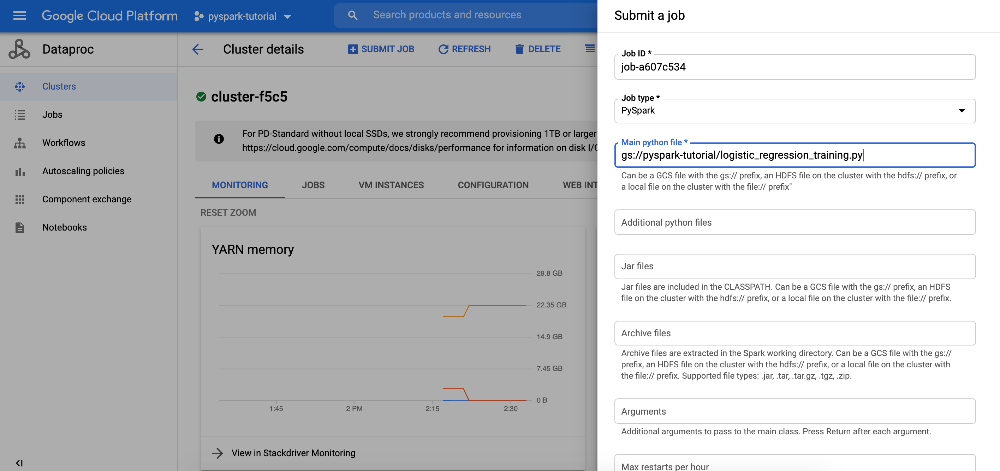 Google Cloud Platform
pyspark-tutorial
Search products and resources
Dataproc
Clusters
Jobs
Workflows
Autoscaling policies
Component exchange
Notebooks
Cluster details
SUBMIT JOB
REFRESH
DELETE
cluster-f5c5
For PD-Standard without local SSDs, we strongly recommend provisioning 1TB or larger
https://cloud.google.com/compute/docs/disks/performance for information on disk I/O
MONITORING
JOBS
VM INSTANCES
CONFIGURATION
WEB INT
RESET ZOOM
YARN memory
29.8 GB
22.35 GB
14.9 GB
7.45 GB
0 B
1:45
2 PM
2:15
2:30
View in Stackdriver Monitoring
Submit a job
Job ID *
job-a607c534
Job type *
PySpark
Main python file *
gs://pyspark-tutorial/logistic_regression_training.py
Can be a GCS file with the gs:// prefix, an HDFS file on the cluster with the hdfs:// prefix, or
a local file on the cluster with the file:// prefix"
Additional python files
Jar files
Jar files are included in the CLASSPATH. Can be a GCS file with the gs:// prefix, an HDFS
file on the cluster with the hdfs:// prefix, or a local file on the cluster with the file:// prefix.
Archive files
Archive files are extracted in the Spark working directory. Can be a GCS file with the gs://
prefix, an HDFS file on the cluster with the hdfs:// prefix, or a local file on the cluster with
the file:// prefix. Supported file types: .jar, .tar, .tar.gz, .tgz, .zip.
Arguments
Additional arguments to pass to the main class. Press Return after each argument.
Max restarts per hour